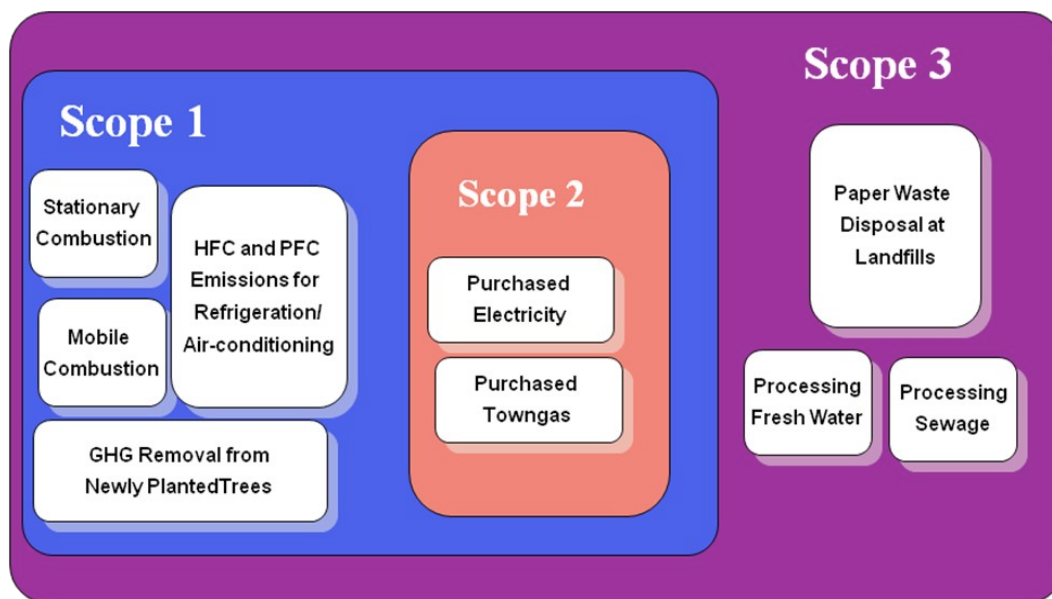 Scope 1
Stationary
Combustion
HFC and PFC
Emissions for
Refrigeration/
Air-conditioning
Mobile
Combustion
GHG Removal from
Newly PlantedTrees
Scope 2
Purchased
Electricity
Purchased
Towngas
Scope 3
Paper Waste
Disposal at
Landfills
Processing
Fresh Water
Processing
Sewage